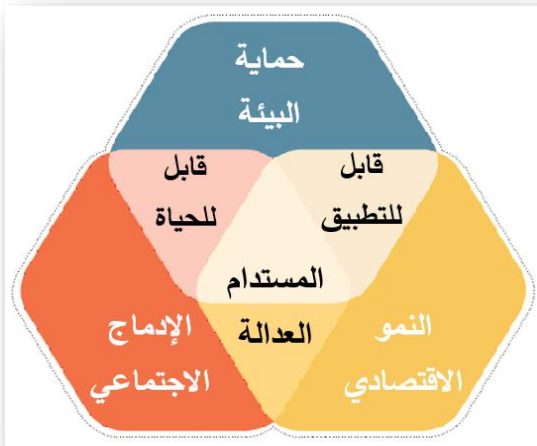 حماية
البيئة
قابل
للتطبيق
قابل
للحياة
المستدام
العدالة
النمو
الاقتصادي
الإدماج
الاجتماعي